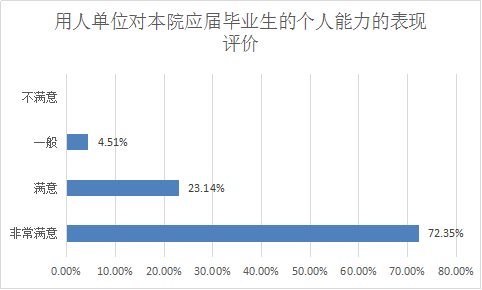 用人单位对本院应届毕业生的个人能力的表现
评价
不满意
一般 4.51%
满意 23.14%
非常满意 72.35%
0.00% 10.00% 20.00% 30.00% 40.00% 50.00% 60.00% 70.00% 80.00%